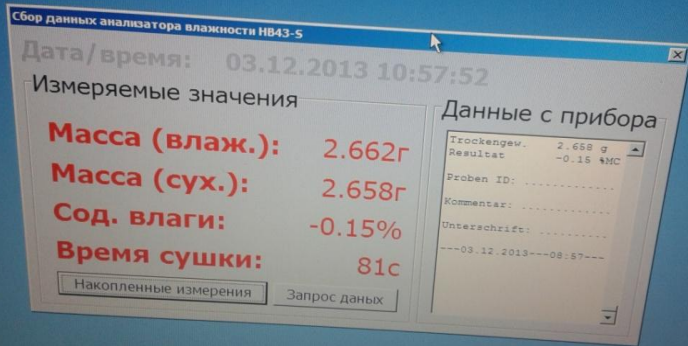 Сбор данных анализатора влажности HB43-S
Дата/время: 03.12.2013 10:57:52
Измеряемые значения
Масса (влаж.): 2.662г
Масса (сух.): 2.658г
Сод. влаги: -0.15%
Время сушки: 81с
Накопленные измерения
Запрос даных
Данные с прибора
Trockengew. 2.658 g
Resultat -0.15 %MC
Proben ID: ............
Kommentar: ............
Unterschrift: ............
---03.12.2013---08:57---